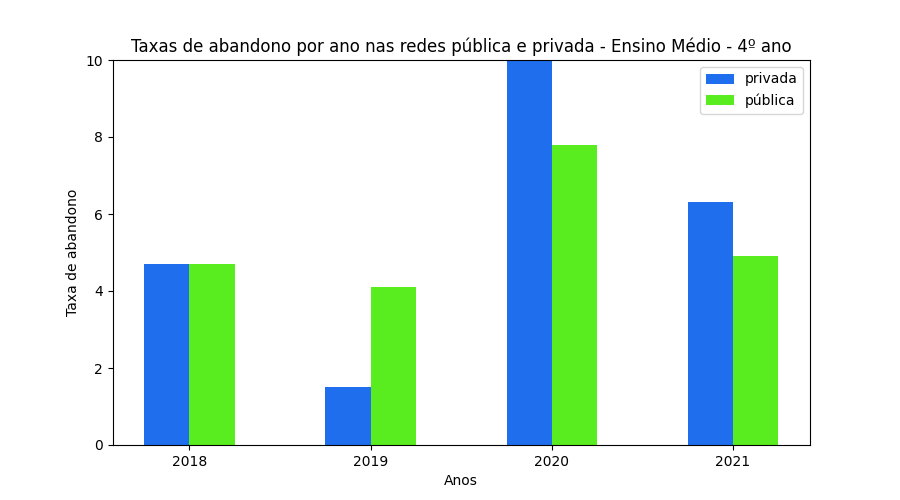 Taxas de abandono por ano nas redes pública e privada - Ensino Médio - 4º ano
privada
pública
10
8
6
4
2
0
Taxa de abandono
2018
2019
2020
2021
Anos